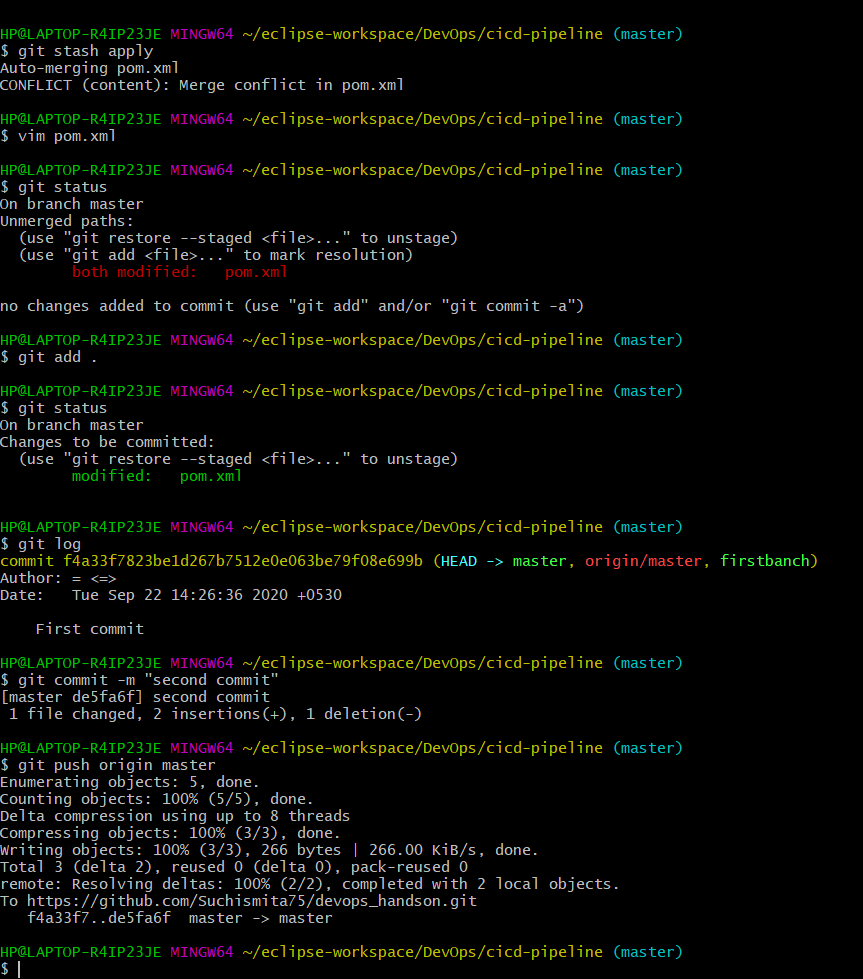 HP@LAPTOP-R4IP23JE MINGW64 ~/eclipse-workspace/DevOps/cicd-pipeline (master)
$ git stash apply
Auto-merging pom.xml
CONFLICT (content): Merge conflict in pom.xml
HP@LAPTOP-R4IP23JE MINGW64 ~/eclipse-workspace/DevOps/cicd-pipeline (master)
$ vim pom.xml
HP@LAPTOP-R4IP23JE MINGW64 ~/eclipse-workspace/DevOps/cicd-pipeline (master)
$ git status
On branch master
Unmerged paths:
  (use "git restore --staged <file>..." to unstage)
  (use "git add <file>..." to mark resolution)
        both modified:   pom.xml
no changes added to commit (use "git add" and/or "git commit -a")
HP@LAPTOP-R4IP23JE MINGW64 ~/eclipse-workspace/DevOps/cicd-pipeline (master)
$ git add .
HP@LAPTOP-R4IP23JE MINGW64 ~/eclipse-workspace/DevOps/cicd-pipeline (master)
$ git status
On branch master
Changes to be committed:
  (use "git restore --staged <file>..." to unstage)
        modified:   pom.xml
HP@LAPTOP-R4IP23JE MINGW64 ~/eclipse-workspace/DevOps/cicd-pipeline (master)
$ git log
commit f4a33f7823be1d267b7512e0e063be79f08e699b (HEAD -> master, origin/master, firstbanch)
Author: = <=>
Date:   Tue Sep 22 14:26:36 2020 +0530
    First commit
HP@LAPTOP-R4IP23JE MINGW64 ~/eclipse-workspace/DevOps/cicd-pipeline (master)
$ git commit -m "second commit"
[master de5fa6f] second commit
 1 file changed, 2 insertions(+), 1 deletion(-)
HP@LAPTOP-R4IP23JE MINGW64 ~/eclipse-workspace/DevOps/cicd-pipeline (master)
$ git push origin master
Enumerating objects: 5, done.
Counting objects: 100% (5/5), done.
Delta compression using up to 8 threads
Compressing objects: 100% (3/3), done.
Writing objects: 100% (3/3), 266 bytes | 266.00 KiB/s, done.
Total 3 (delta 2), reused 0 (delta 0), pack-reused 0
remote: Resolving deltas: 100% (2/2), completed with 2 local objects.
To https://github.com/Suchismita75/devops_handson.git
   f4a33f7..de5fa6f  master -> master
HP@LAPTOP-R4IP23JE MINGW64 ~/eclipse-workspace/DevOps/cicd-pipeline (master)
$